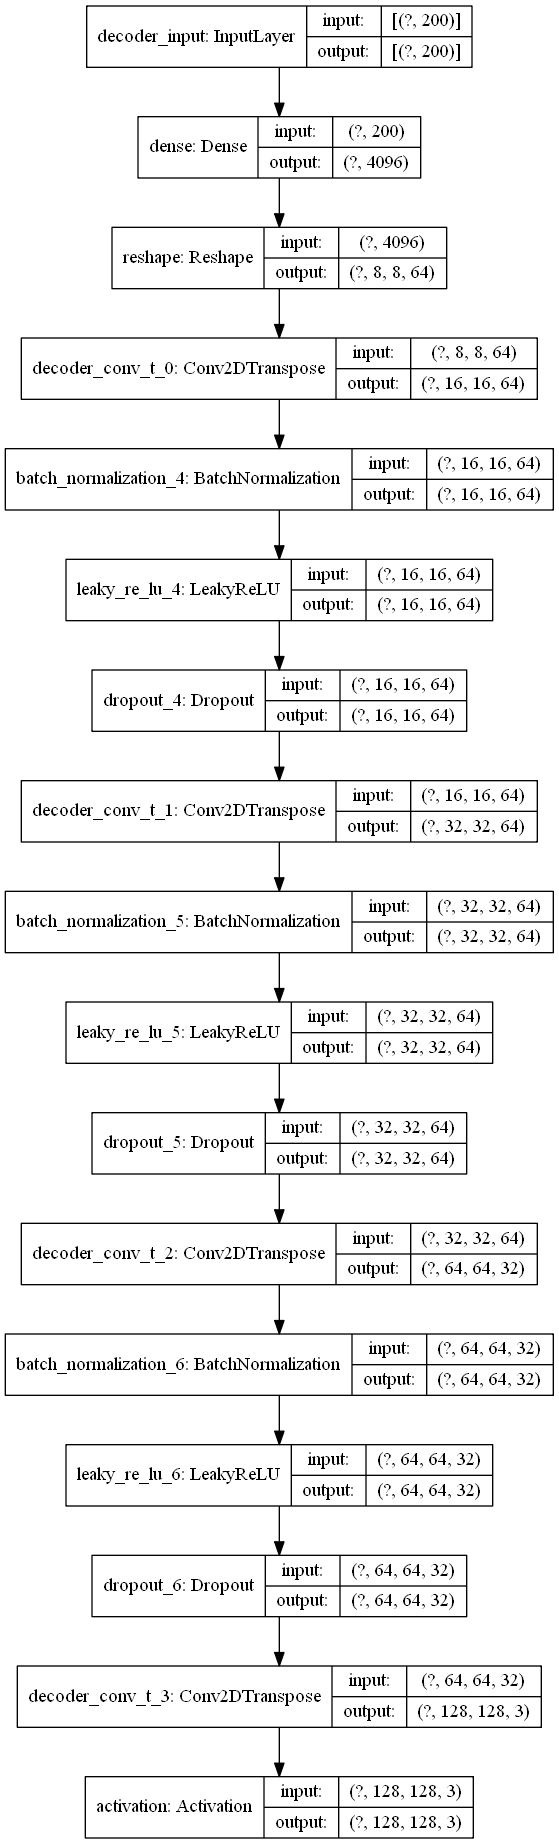 decoder_input: InputLayer
input: [(?, 200)]
output: [(?, 200)]
dense: Dense
input: (?, 200)
output: (?, 4096)
reshape: Reshape
input: (?, 4096)
output: (?, 8, 8, 64)
decoder_conv_t_0: Conv2DTranspose
input: (?, 8, 8, 64)
output: (?, 16, 16, 64)
batch_normalization_4: BatchNormalization
input: (?, 16, 16, 64)
output: (?, 16, 16, 64)
leaky_re_lu_4: LeakyReLU
input: (?, 16, 16, 64)
output: (?, 16, 16, 64)
dropout_4: Dropout
input: (?, 16, 16, 64)
output: (?, 16, 16, 64)
decoder_conv_t_1: Conv2DTranspose
input: (?, 16, 16, 64)
output: (?, 32, 32, 64)
batch_normalization_5: BatchNormalization
input: (?, 32, 32, 64)
output: (?, 32, 32, 64)
leaky_re_lu_5: LeakyReLU
input: (?, 32, 32, 64)
output: (?, 32, 32, 64)
dropout_5: Dropout
input: (?, 32, 32, 64)
output: (?, 32, 32, 64)
decoder_conv_t_2: Conv2DTranspose
input: (?, 32, 32, 64)
output: (?, 64, 64, 32)
batch_normalization_6: BatchNormalization
input: (?, 64, 64, 32)
output: (?, 64, 64, 32)
leaky_re_lu_6: LeakyReLU
input: (?, 64, 64, 32)
output: (?, 64, 64, 32)
dropout_6: Dropout
input: (?, 64, 64, 32)
output: (?, 64, 64, 32)
decoder_conv_t_3: Conv2DTranspose
input: (?, 64, 64, 32)
output: (?, 128, 128, 3)
activation: Activation
input: (?, 128, 128, 3)
output: (?, 128, 128, 3)